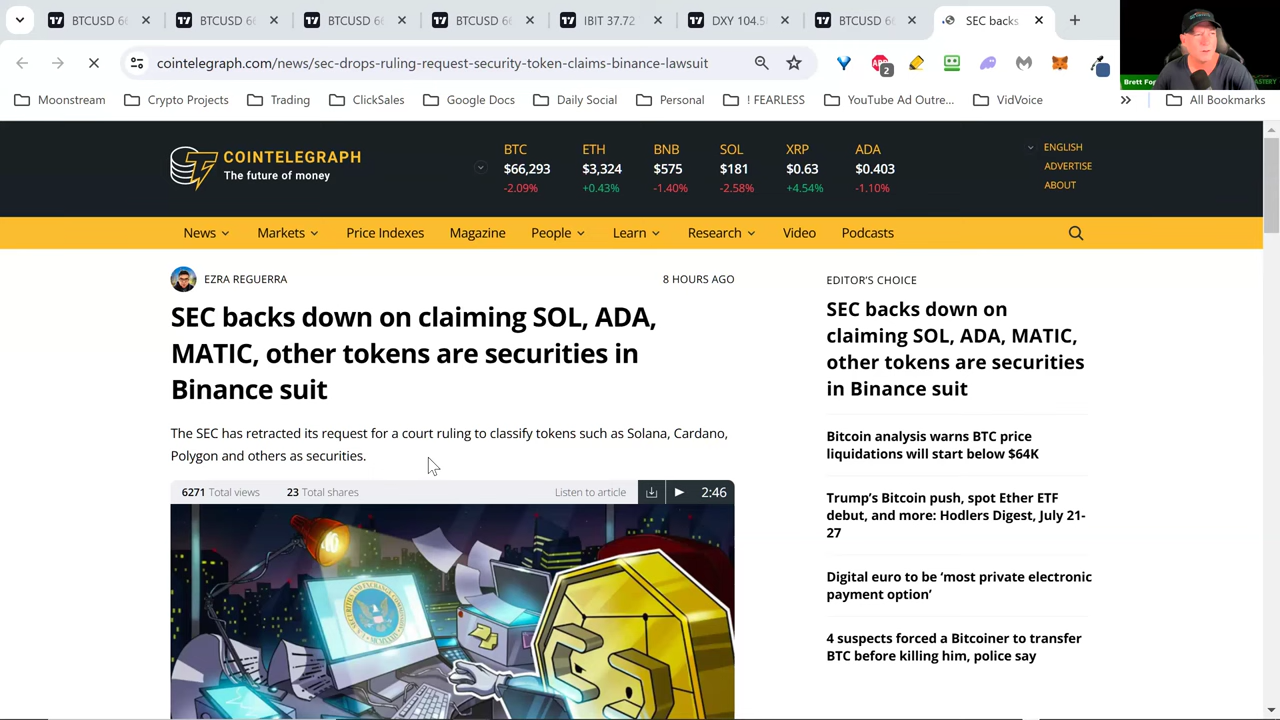 BTCUSD 66
BTCUSD 66
BTCUSD 66
BTCUSD 66
IBIT 37.72
DXY 104.5
BTCUSD 66
SEC backs
cointelegraph.com/news/sec-drops-ruling-request-security-token-claims-binance-lawsuit
2
Brett Fog
Moonstream
Crypto Projects
Trading
ClickSales
Google Docs
Daily Social
Personal
! FEARLESS
YouTube Ad Outre...
VidVoice
All Bookmarks
COINTELEGRAPH
The future of money
BTC
$66,293
-2.09%
ETH
$3,324
+0.43%
BNB
$575
-1.40%
SOL
$181
-2.58%
XRP
$0.63
+4.54%
ADA
$0.403
-1.10%
ENGLISH
ADVERTISE
ABOUT
News
Markets
Price Indexes
Magazine
People
Learn
Research
Video
Podcasts
EZRA REGUERRA
8 HOURS AGO
SEC backs down on claiming SOL, ADA,
MATIC, other tokens are securities in
Binance suit
The SEC has retracted its request for a court ruling to classify tokens such as Solana, Cardano,
Polygon and others as securities.
6271 Total views
23 Total shares
Listen to article
2:46
EDITOR’S CHOICE
SEC backs down on
claiming SOL, ADA, MATIC,
other tokens are securities
in Binance suit
Bitcoin analysis warns BTC price
liquidations will start below $64K
Trump’s Bitcoin push, spot Ether ETF
debut, and more: Hodlers Digest, July 21-
27
Digital euro to be ‘most private electronic
payment option’
4 suspects forced a Bitcoiner to transfer
BTC before killing him, police say